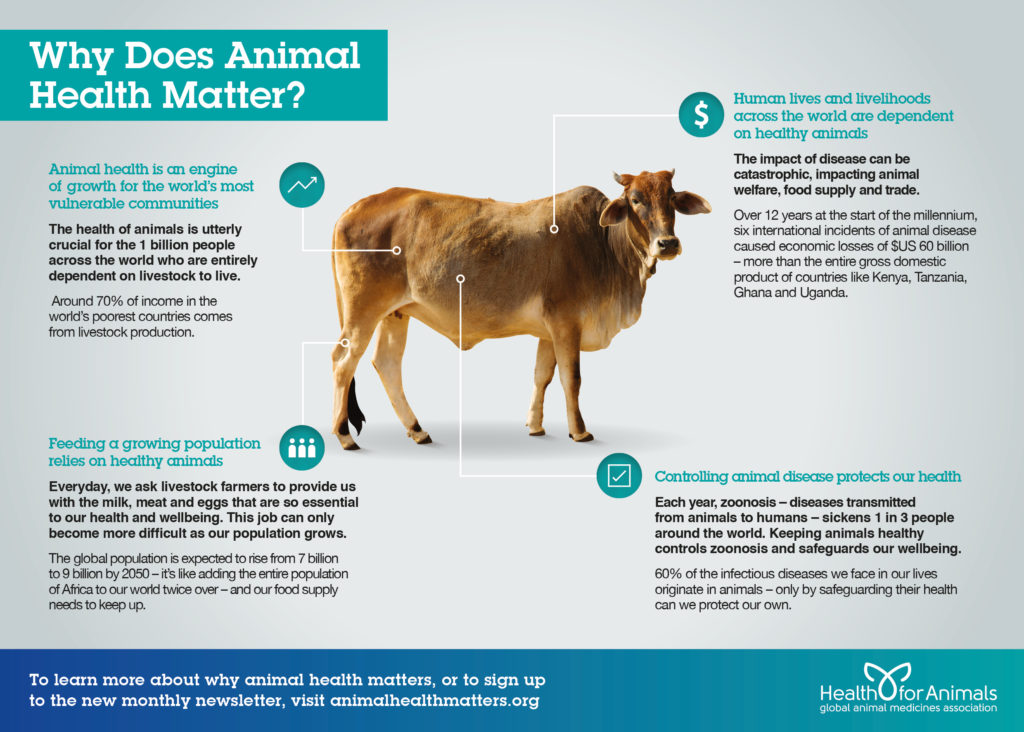 Why Does Animal
Health Matter?
Animal health is an engine
of growth for the world's most
vulnerable communities
The health of animals is utterly
crucial for the 1 billion people
across the world who are entirely
dependent on livestock to live.
Around 70% of income in the
world's poorest countries comes
from livestock production.
$
Human lives and livelihoods
across the world are dependent
on healthy animals
The impact of disease can be
catastrophic, impacting animal
welfare, food supply and trade.
Over 12 years at the start of the millennium,
six international incidents of animal disease
caused economic losses of $US 60 billion
– more than the entire gross domestic
product of countries like Kenya, Tanzania,
Ghana and Uganda.
Feeding a growing population
relies on healthy animals
Everyday, we ask livestock farmers to provide us
with the milk, meat and eggs that are so essential
to our health and wellbeing. This job can only
become more difficult as our population grows.
The global population is expected to rise from 7 billion
to 9 billion by 2050 – it's like adding the entire population
of Africa to our world twice over – and our food supply
needs to keep up.
Controlling animal disease protects our health
Each year, zoonosis – diseases transmitted
from animals to humans – sickens 1 in 3 people
around the world. Keeping animals healthy
controls zoonosis and safeguards our wellbeing.
60% of the infectious diseases we face in our lives
originate in animals – only by safeguarding their health
can we protect our own.
To learn more about why animal health matters, or to sign up
to the new monthly newsletter, visit animalhealthmatters.org
Health for Animals
global animal medicines association